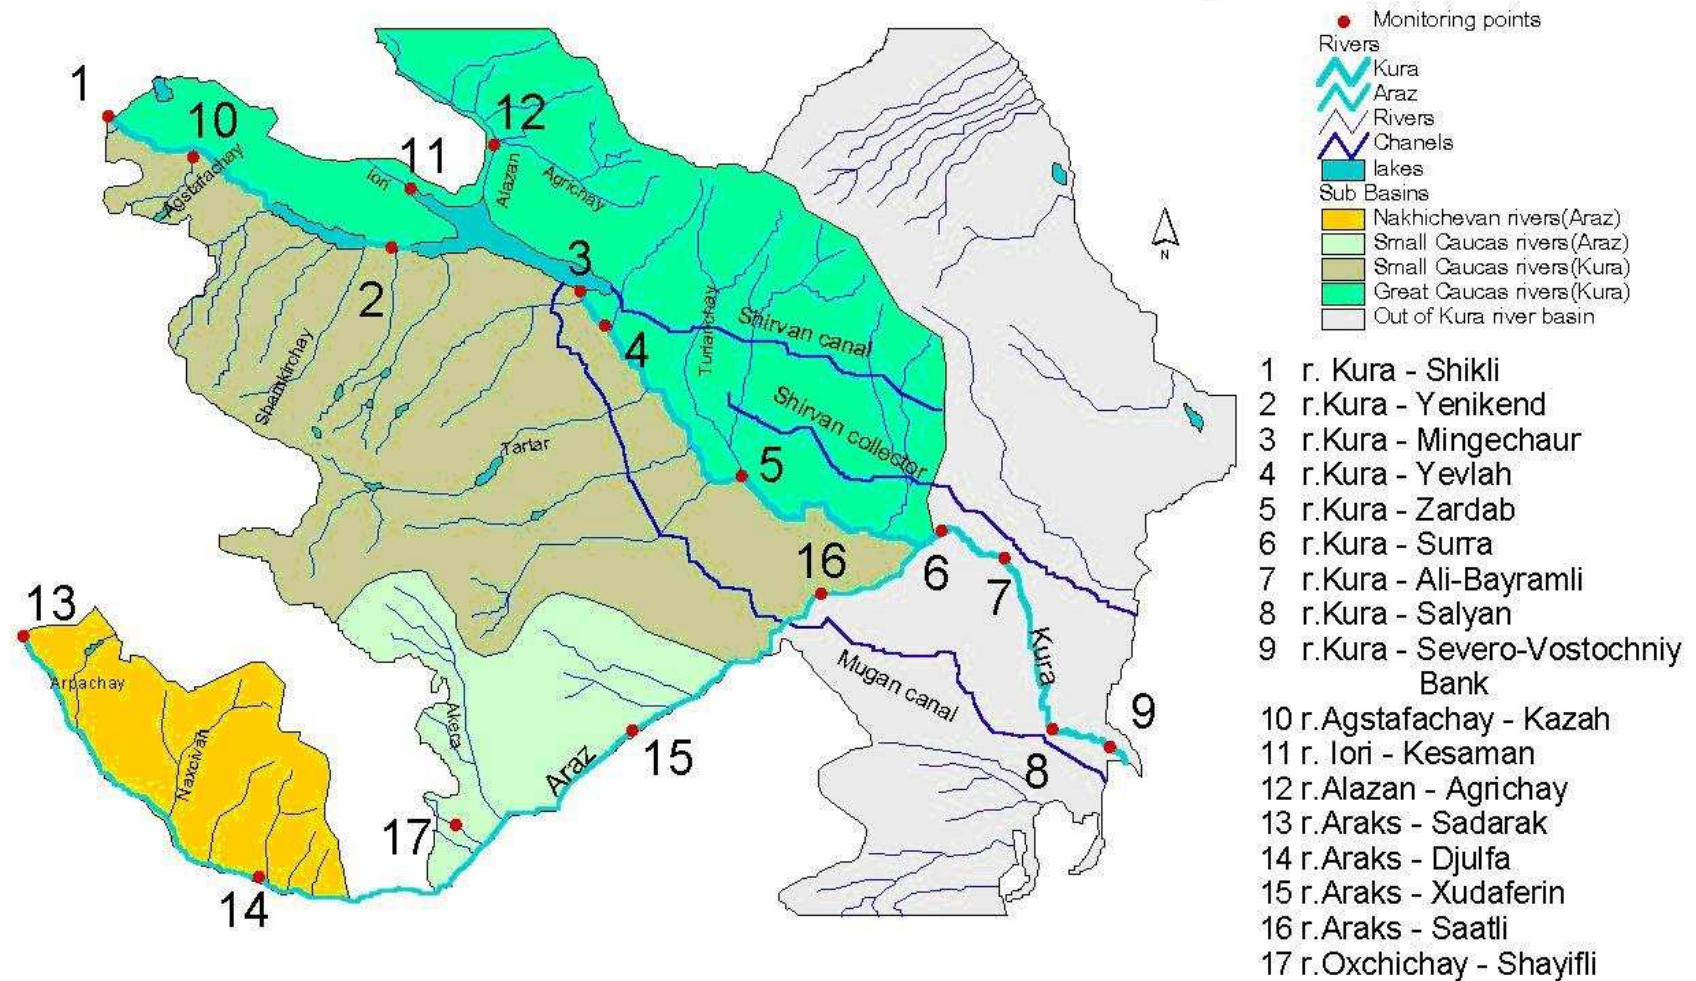 Monitoring points
Rivers
Kura
Araz
Rivers
Chanels
lakes
Sub Basins
Nakhichevan rivers(Araz)
Small Caucas rivers(Araz)
Small Caucas rivers(Kura)
Great Caucas rivers(Kura)
Out of Kura river basin
1 r. Kura - Shikli
2 r.Kura - Yenikend
3 r.Kura - Mingechaur
4 r.Kura - Yevlah
5 r.Kura - Zardab
6 r.Kura - Surra
7 r.Kura - Ali-Bayramli
8 r.Kura - Salyan
9 r.Kura - Severo-Vostochniy
Bank
10 r.Agstafachay - Kazah
11 r. Iori - Kesaman
12 r.Alazan - Agrichay
13 r.Araks - Sadarak
14 r.Araks - Djulfa
15 r.Araks - Xudaferin
16 r.Araks - Saatli
17 r.Oxchichay - Shayifli
1
10
11
12
Agstafachay
Iori
Alazan
Agrichay
N
2
3
4
Shamkirchay
Turianchay
Shirvan canal
Shirvan collector
Tartar
5
16
6
7
13
Arpachay
Naxcivan
Akera
Araz
Kura
Mugan canal
15
8
9
17
14